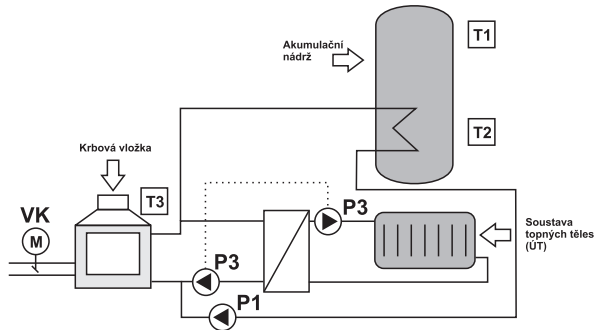 Akumulační
nádrž
T1
T2
Krbová vložka
T3
VK
M
P3
P3
P1
Soustava
topných těles
(ÚT)